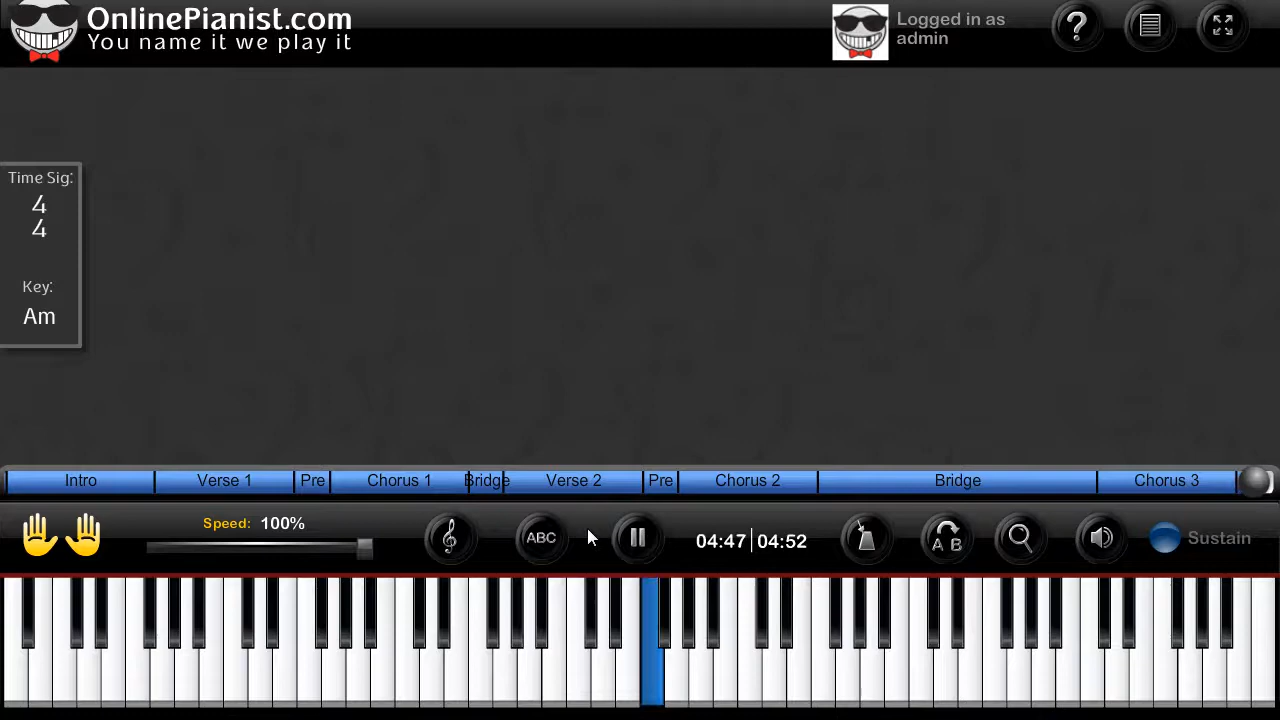 OnlinePianist.com
You name it we play it
Logged in as
admin
?
Time Sig:
4
4
Key:
Am
Intro
Verse 1
Pre
Chorus 1
Bridge
Verse 2
Pre
Chorus 2
Bridge
Chorus 3
Speed: 100%
ABC
04:47 | 04:52
A B
Sustain